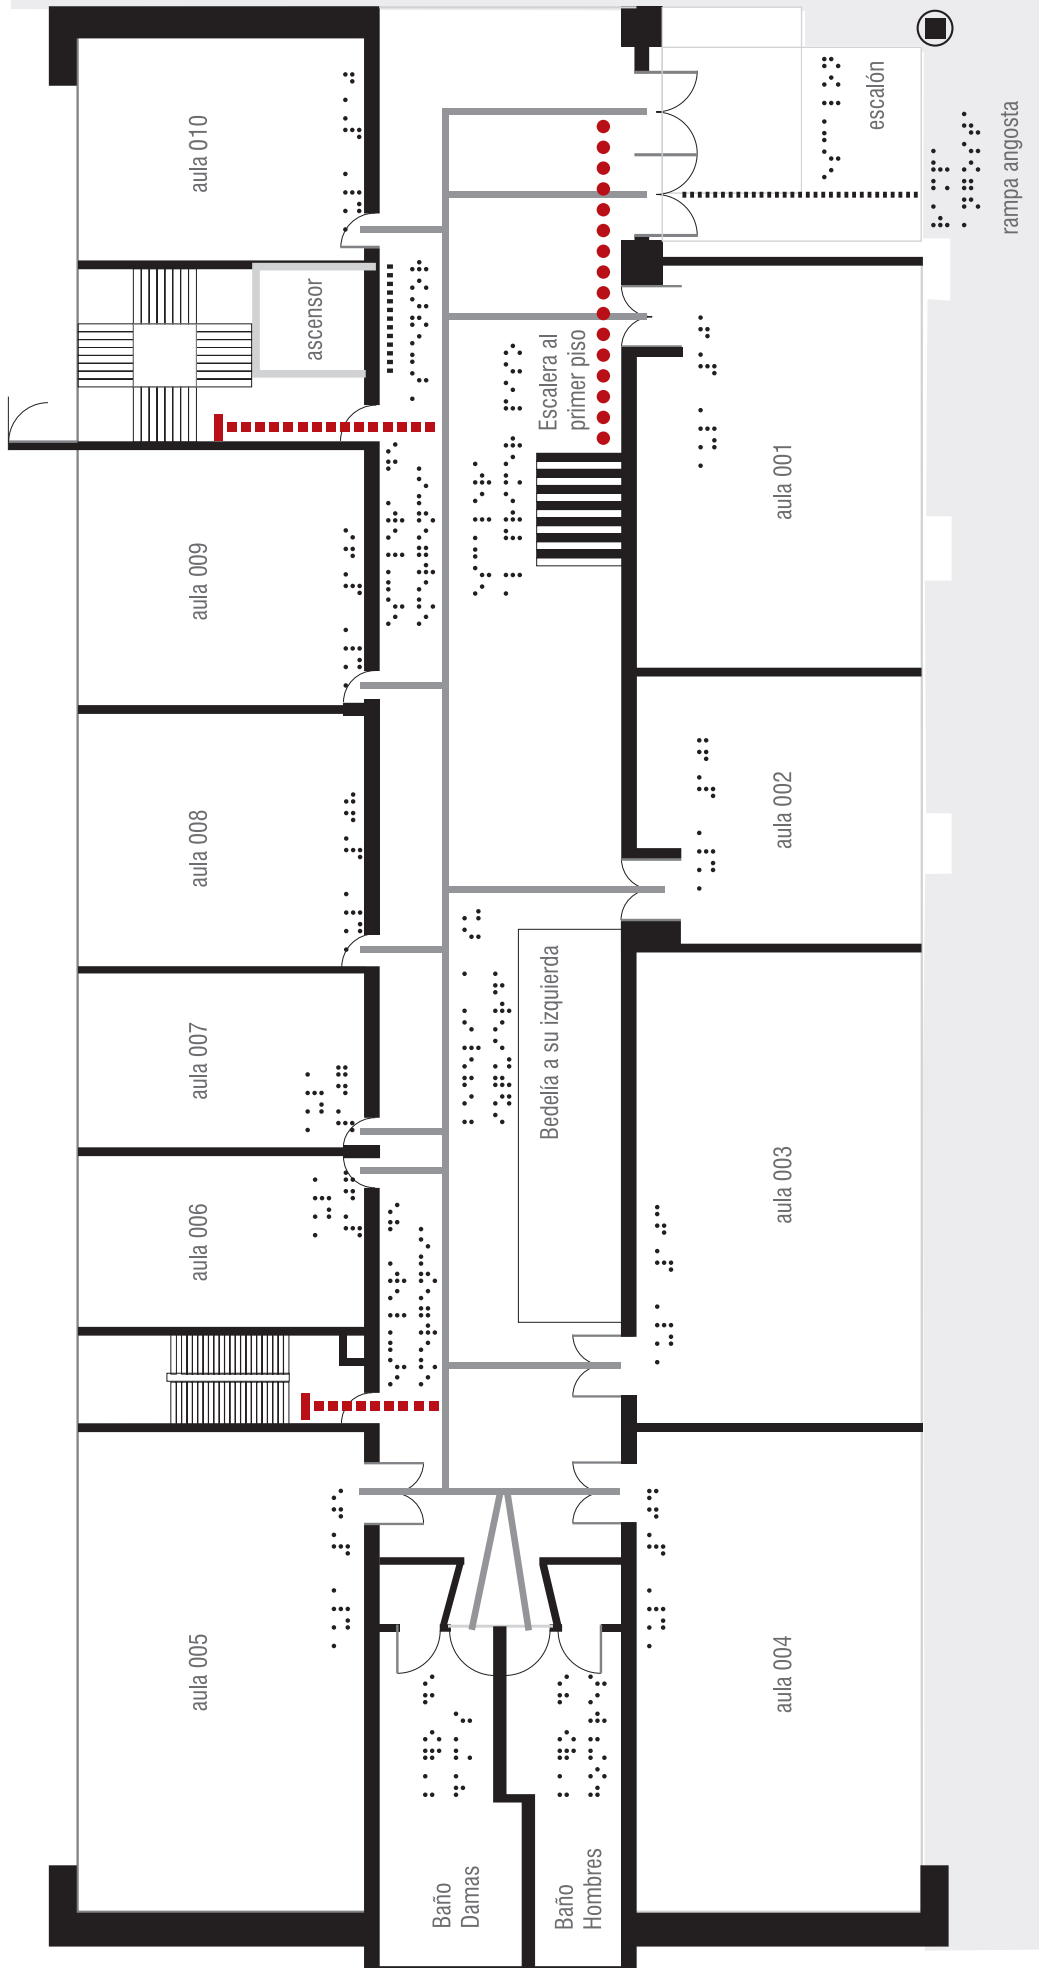 aula 010
ascensor
escalón
rampa angosta
Escalera al
primer piso
aula 001
aula 009
aula 002
aula 008
aula 007
Bedelía a su izquierda
aula 003
aula 006
aula 005
aula 004
Baño
Damas
Baño
Hombres